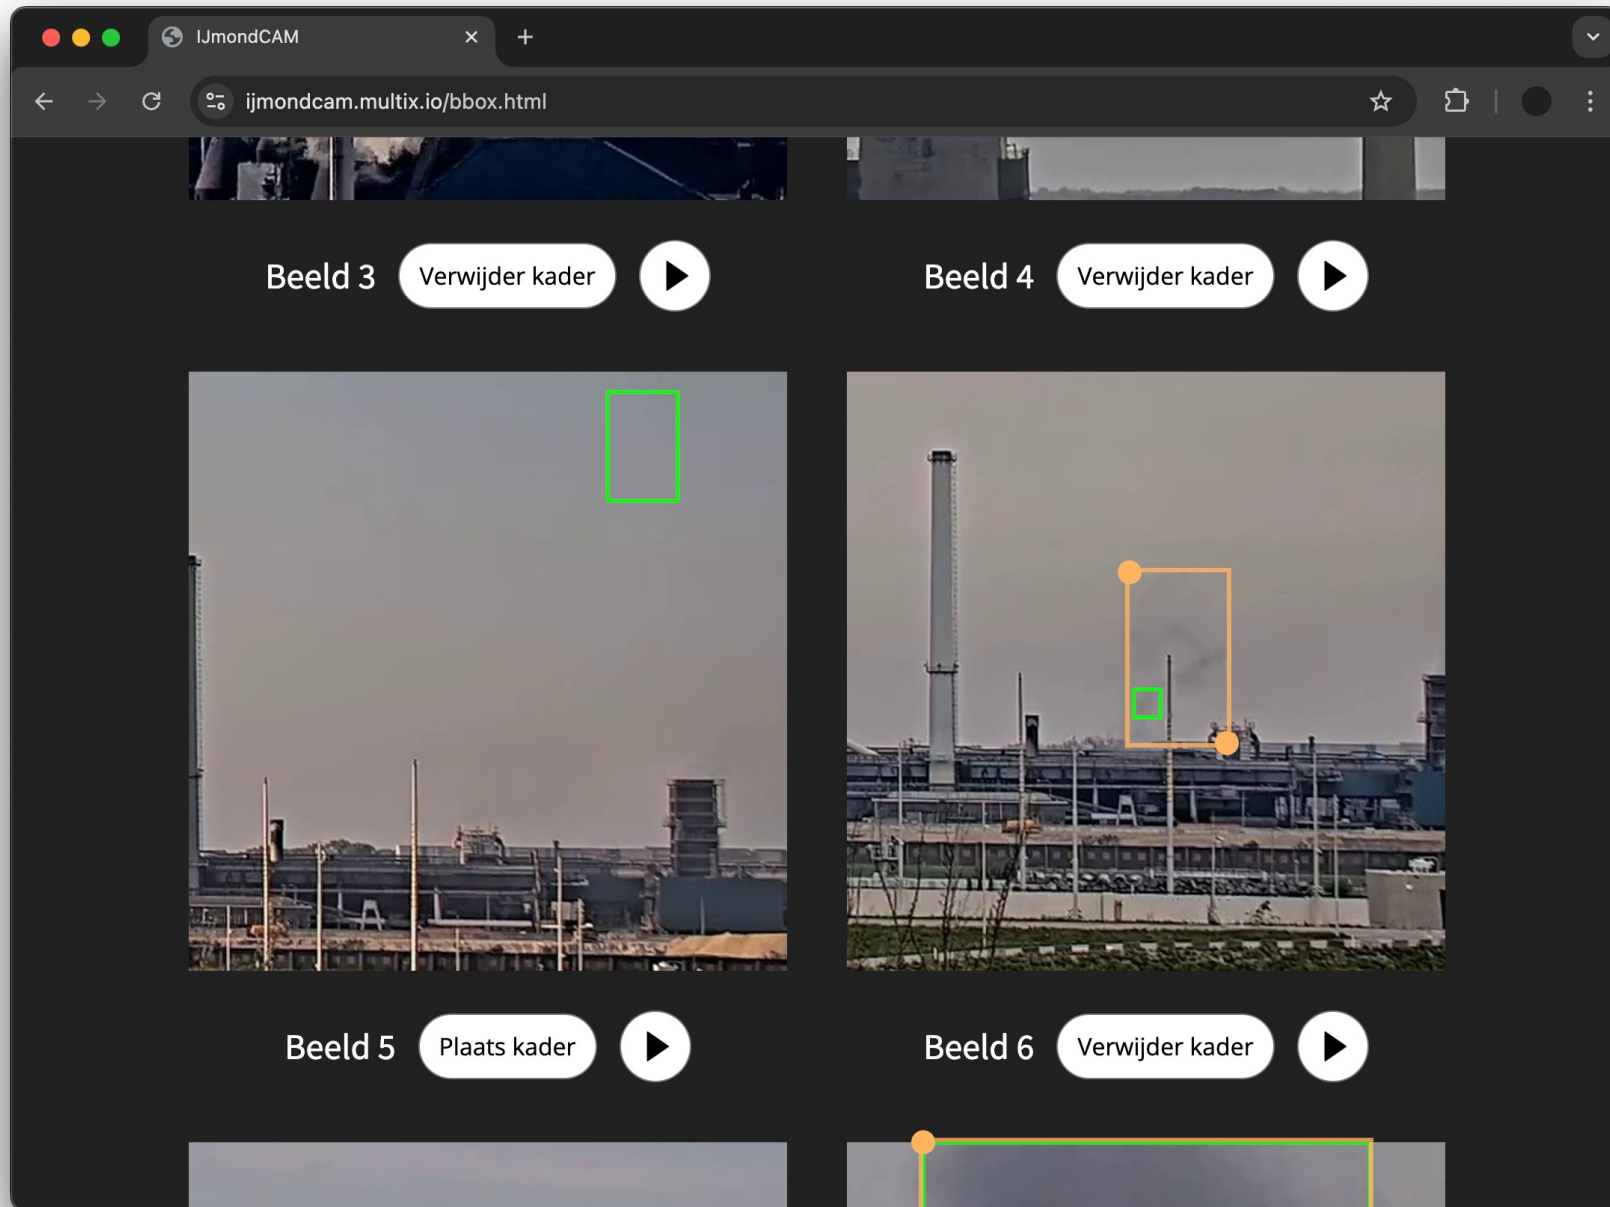 IJmondCAM
ijmondcam.multix.io/bbox.html
Beeld 3 Verwijder kader
Beeld 4 Verwijder kader
Beeld 5 Plaats kader
Beeld 6 Verwijder kader